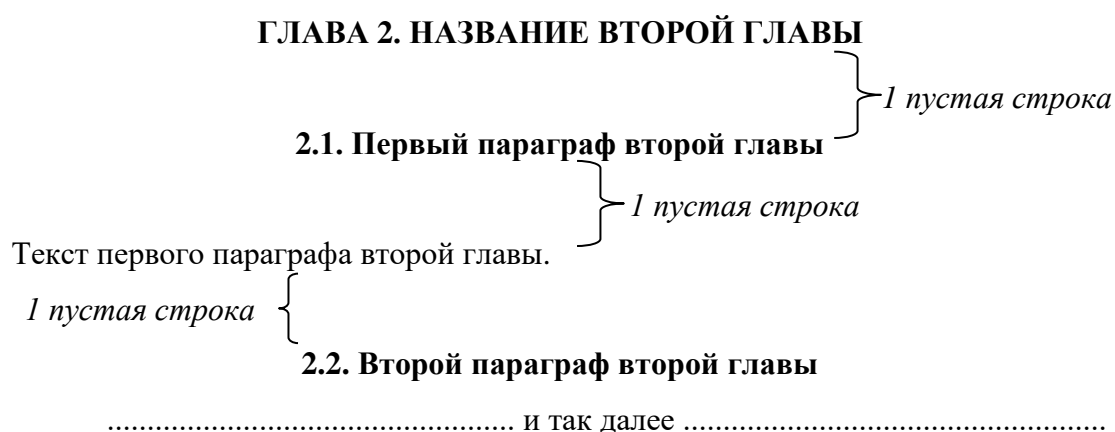 ГЛАВА 2. НАЗВАНИЕ ВТОРОЙ ГЛАВЫ
1 пустая строка
2.1. Первый параграф второй главы
1 пустая строка
Текст первого параграфа второй главы.
1 пустая строка
2.2. Второй параграф второй главы
................................................... и так далее .....................................................